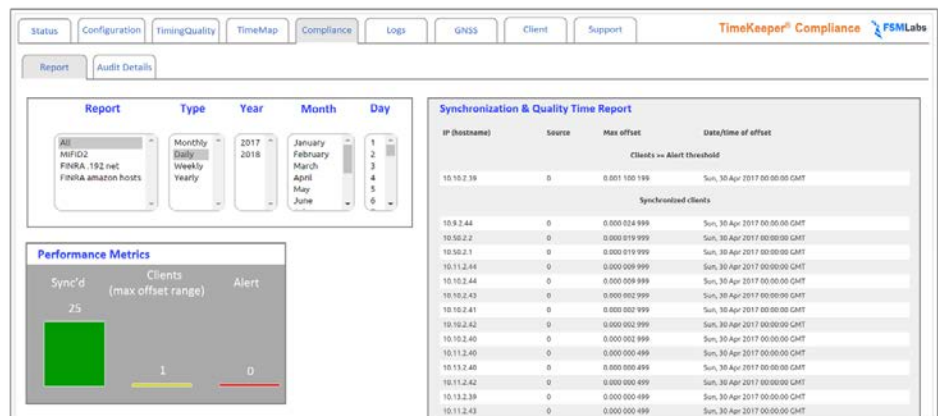 Status Configuration TimingQuality TimeMap Compliance Logs GNSS Client Support TimeKeeper® Compliance FSMLabs
Report Audit Details
Report Type Year Month Day
All Monthly 2017 January 1
MIFID2 Daily 2018 February 2
FINRA .192 net Weekly March 3
FINRA amazon hosts Yearly April 4
May 5
June 6
Performance Metrics
Sync'd Clients (max offset range) Alert
25 1 0
Synchronization & Quality Time Report
IP (hostname) Source Max offset Date/time of offset
Clients >= Alert threshold
10.10.2.39 0 0.001 100 199 Sun, 30 Apr 2017 00:00:00 GMT
Synchronized clients
10.9.2.44 0 0.000 024 999 Sun, 30 Apr 2017 00:00:00 GMT
10.50.2.2 0 0.000 019 999 Sun, 30 Apr 2017 00:00:00 GMT
10.50.2.1 0 0.000 019 999 Sun, 30 Apr 2017 00:00:00 GMT
10.11.2.44 0 0.000 009 999 Sun, 30 Apr 2017 00:00:00 GMT
10.10.2.44 0 0.000 009 999 Sun, 30 Apr 2017 00:00:00 GMT
10.10.2.43 0 0.000 002 999 Sun, 30 Apr 2017 00:00:00 GMT
10.10.2.41 0 0.000 002 999 Sun, 30 Apr 2017 00:00:00 GMT
10.10.2.42 0 0.000 002 999 Sun, 30 Apr 2017 00:00:00 GMT
10.10.2.40 0 0.000 002 999 Sun, 30 Apr 2017 00:00:00 GMT
10.11.2.40 0 0.000 000 499 Sun, 30 Apr 2017 00:00:00 GMT
10.13.2.40 0 0.000 000 499 Sun, 30 Apr 2017 00:00:00 GMT
10.11.2.42 0 0.000 000 499 Sun, 30 Apr 2017 00:00:00 GMT
10.13.2.39 0 0.000 000 499 Sun, 30 Apr 2017 00:00:00 GMT
10.11.2.43 0 0.000 000 499 Sun, 30 Apr 2017 00:00:00 GMT